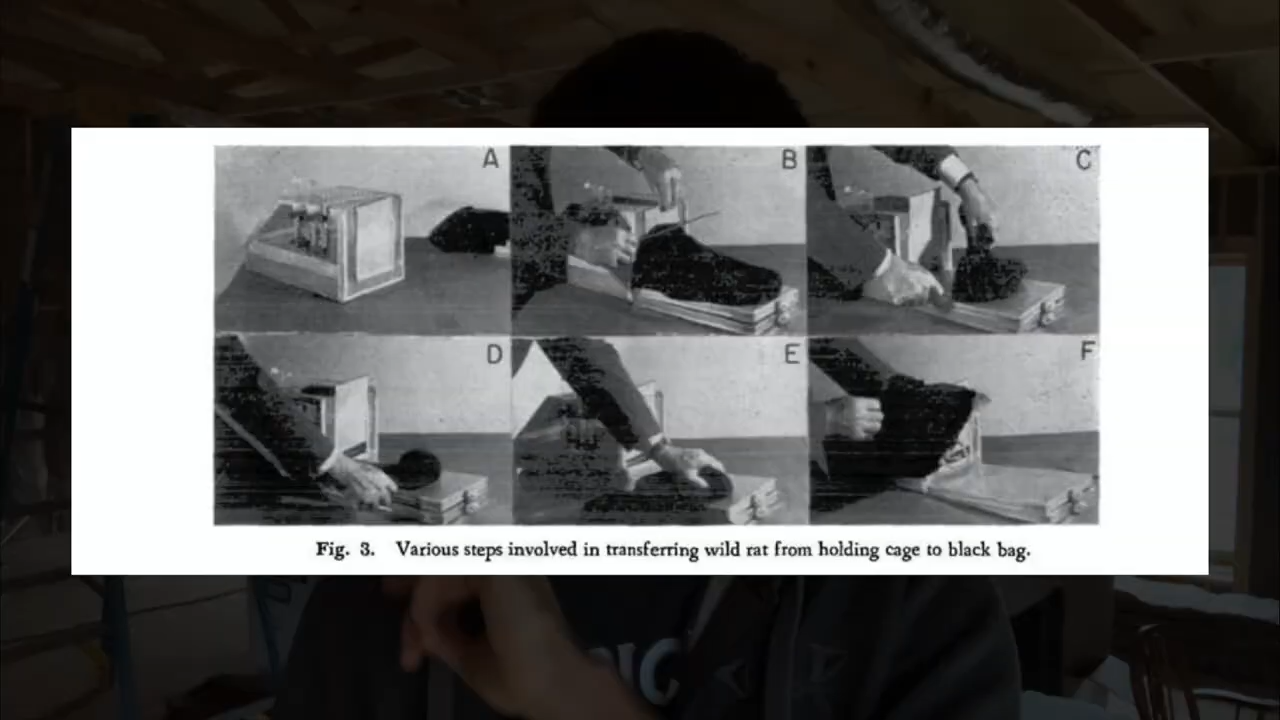 A
B
C
D
E
F
Fig. 3. Various steps involved in transferring wild rat from holding cage to black bag.